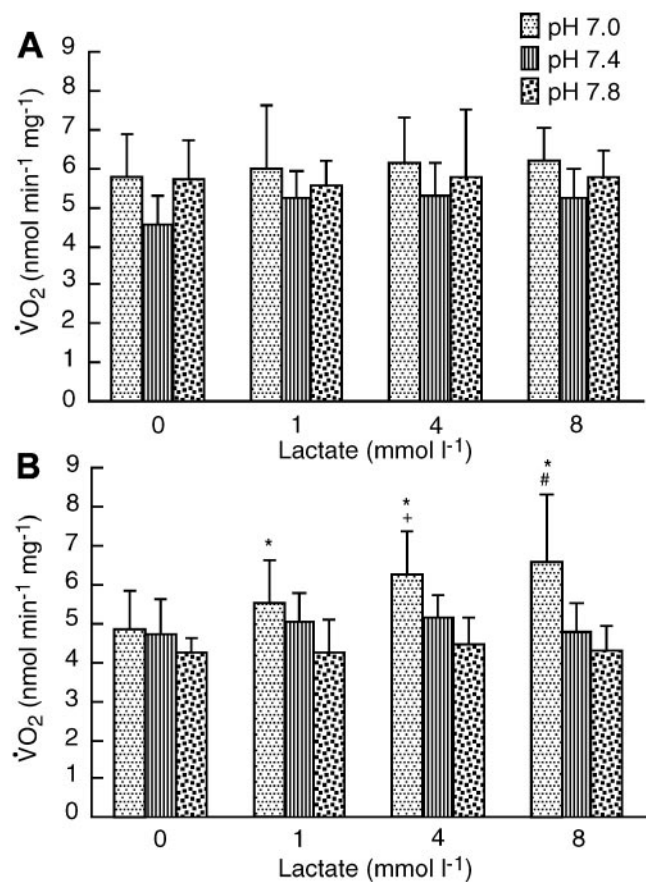 A
pH 7.0
pH 7.4
pH 7.8
9
8
7
6
5
4
3
2
1
0
V̇O2 (nmol min-1 mg-1)
0 1 4 8
Lactate (mmol l-1)
B
9
8
7
6
5
4
3
2
1
0
V̇O2 (nmol min-1 mg-1)
*
*
+
*
#
0 1 4 8
Lactate (mmol l-1)